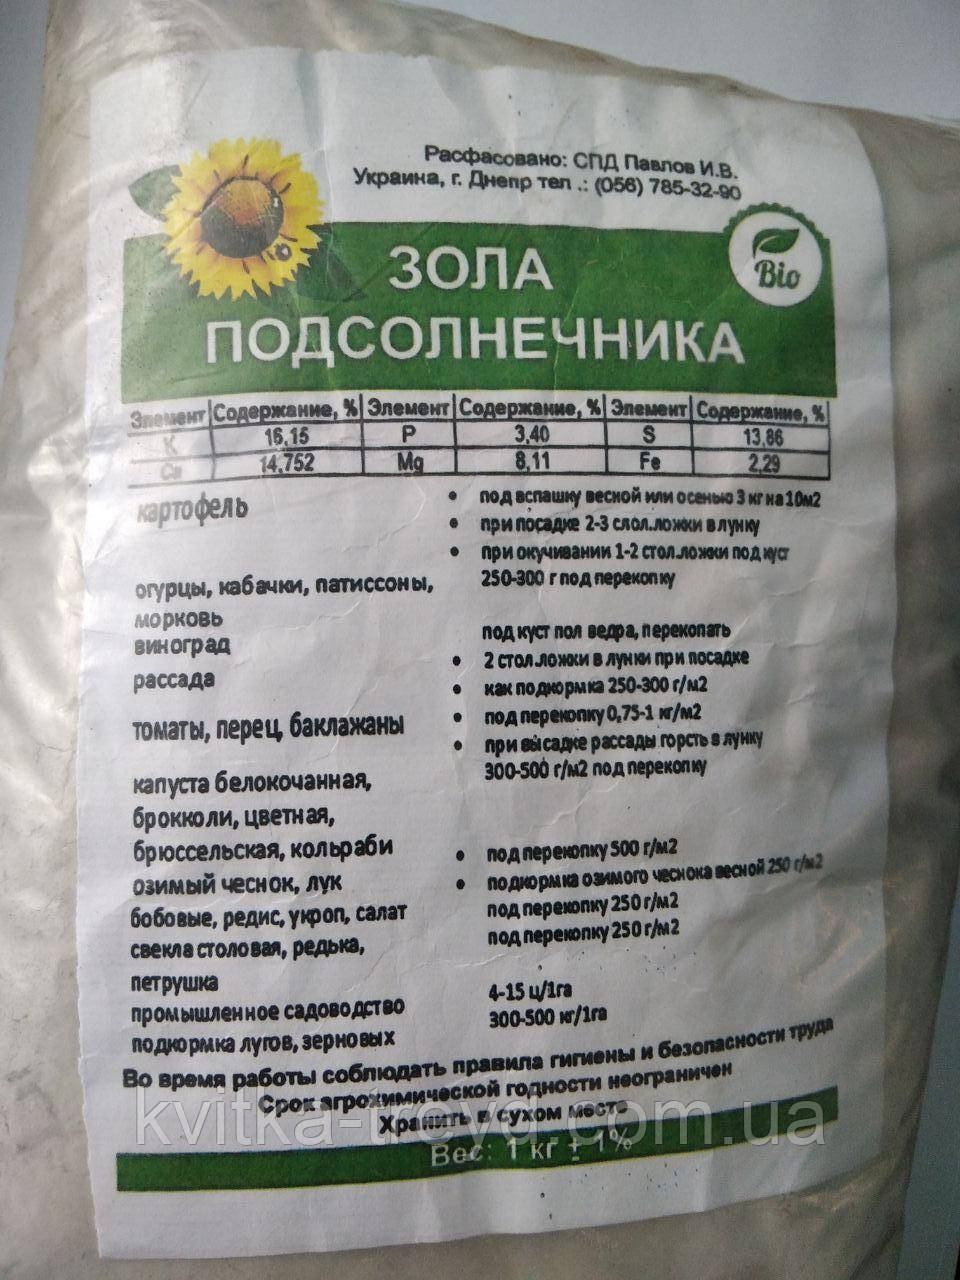 Расфасовано: СПД Павлов И.В.
Украина, г. Днепр тел .: (056) 785-32-90
Bio
ЗОЛА
ПОДСОЛНЕЧНИКА
Элемент Содержание, % Элемент Содержание, % Элемент Содержание, %
K 16,15 P 3,40 S 13,86
Ca 14,752 Mg 8,11 Fe 2,29
картофель
• под вспашку весной или осенью 3 кг на 10м2
• при посадке 2-3 слол.ложки в лунку
• при окучивании 1-2 стол.ложки под куст
огурцы, кабачки, патиссоны,
морковь
250-300 г под перекопку
виноград
под куст пол ведра, перекопать
рассада
• 2 стол.ложки в лунки при посадке
• как подкормка 250-300 г/м2
томаты, перец, баклажаны
• под перекопку 0,75-1 кг/м2
• при высадке рассады горсть в лунку
капуста белокочанная,
брокколи, цветная,
брюссельская, кольраби
300-500 г/м2 под перекопку
озимый чеснок, лук
• под перекопку 500 г/м2
• подкормка озимого чеснока весной 250 г/м2
бобовые, редис, укроп, салат
под перекопку 250 г/м2
свекла столовая, редька,
петрушка
под перекопку 250 г/м2
промышленное садоводство
4-15 ц/1га
подкормка лугов, зерновых
300-500 кг/1га
Во время работы соблюдать правила гигиены и безопасности труда
Срок агрохимической годности неограничен
Хранить в сухом месте
kvitka-treyd.com.ua
Вес: 1 кг ± 1%